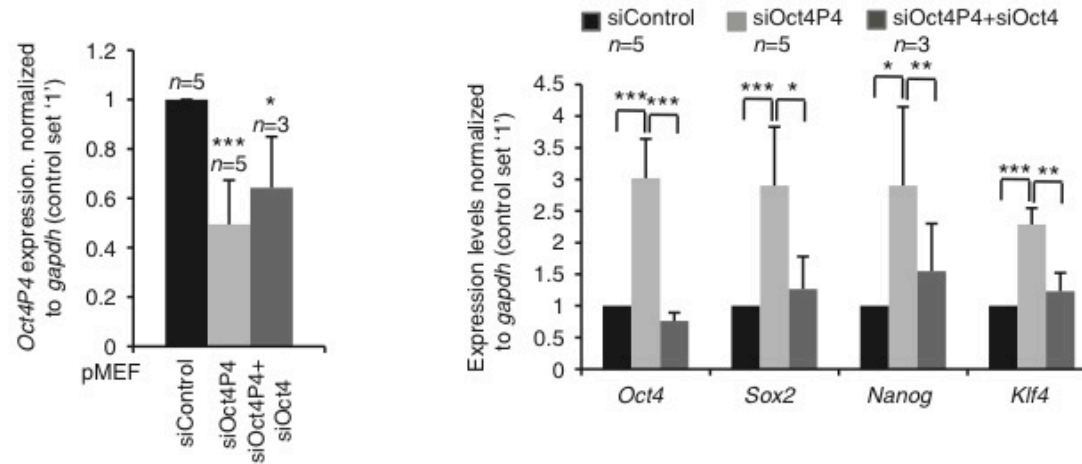 Oct4P4 expression. normalized
to gapdh (control set ‘1’)
1.2
1
0.8
0.6
0.4
0.2
0
n=5
***
n=5
*
n=3
pMEF
siControl
siOct4P4
siOct4P4+
siOct4
siControl
n=5
siOct4P4
n=5
siOct4P4+siOct4
n=3
Expression levels normalized
to gapdh (control set ‘1’)
4.5
4
3.5
3
2.5
2
1.5
1
0.5
0
*** ***
*** *
* **
*** **
Oct4 Sox2 Nanog Klf4